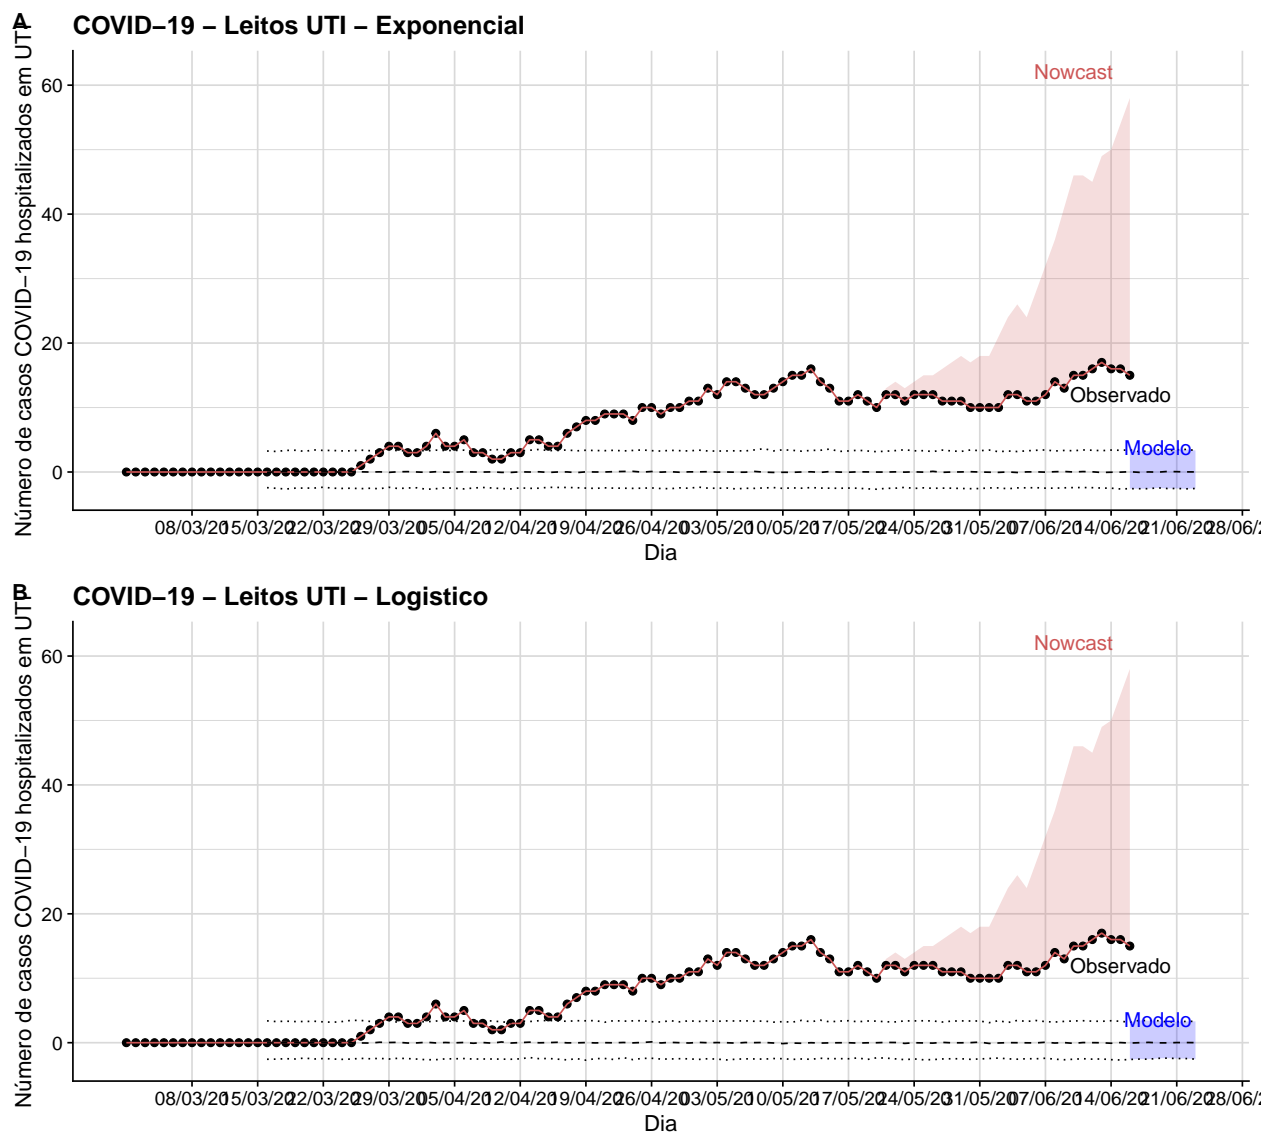 A
COVID–19 – Leitos UTI – Exponencial
Número de casos COVID–19 hospitalizados em UTI
60
40
20
0
Nowcast
Observado
Modelo
08/03/20 15/03/20 22/03/20 29/03/20 05/04/20 12/04/20 19/04/20 26/04/20 03/05/20 10/05/20 17/05/20 24/05/20 31/05/20 07/06/20 14/06/20 21/06/20 28/06/2
Dia
B
COVID–19 – Leitos UTI – Logistico
Número de casos COVID–19 hospitalizados em UTI
60
40
20
0
Nowcast
Observado
Modelo
08/03/20 15/03/20 22/03/20 29/03/20 05/04/20 12/04/20 19/04/20 26/04/20 03/05/20 10/05/20 17/05/20 24/05/20 31/05/20 07/06/20 14/06/20 21/06/20 28/06/2
Dia